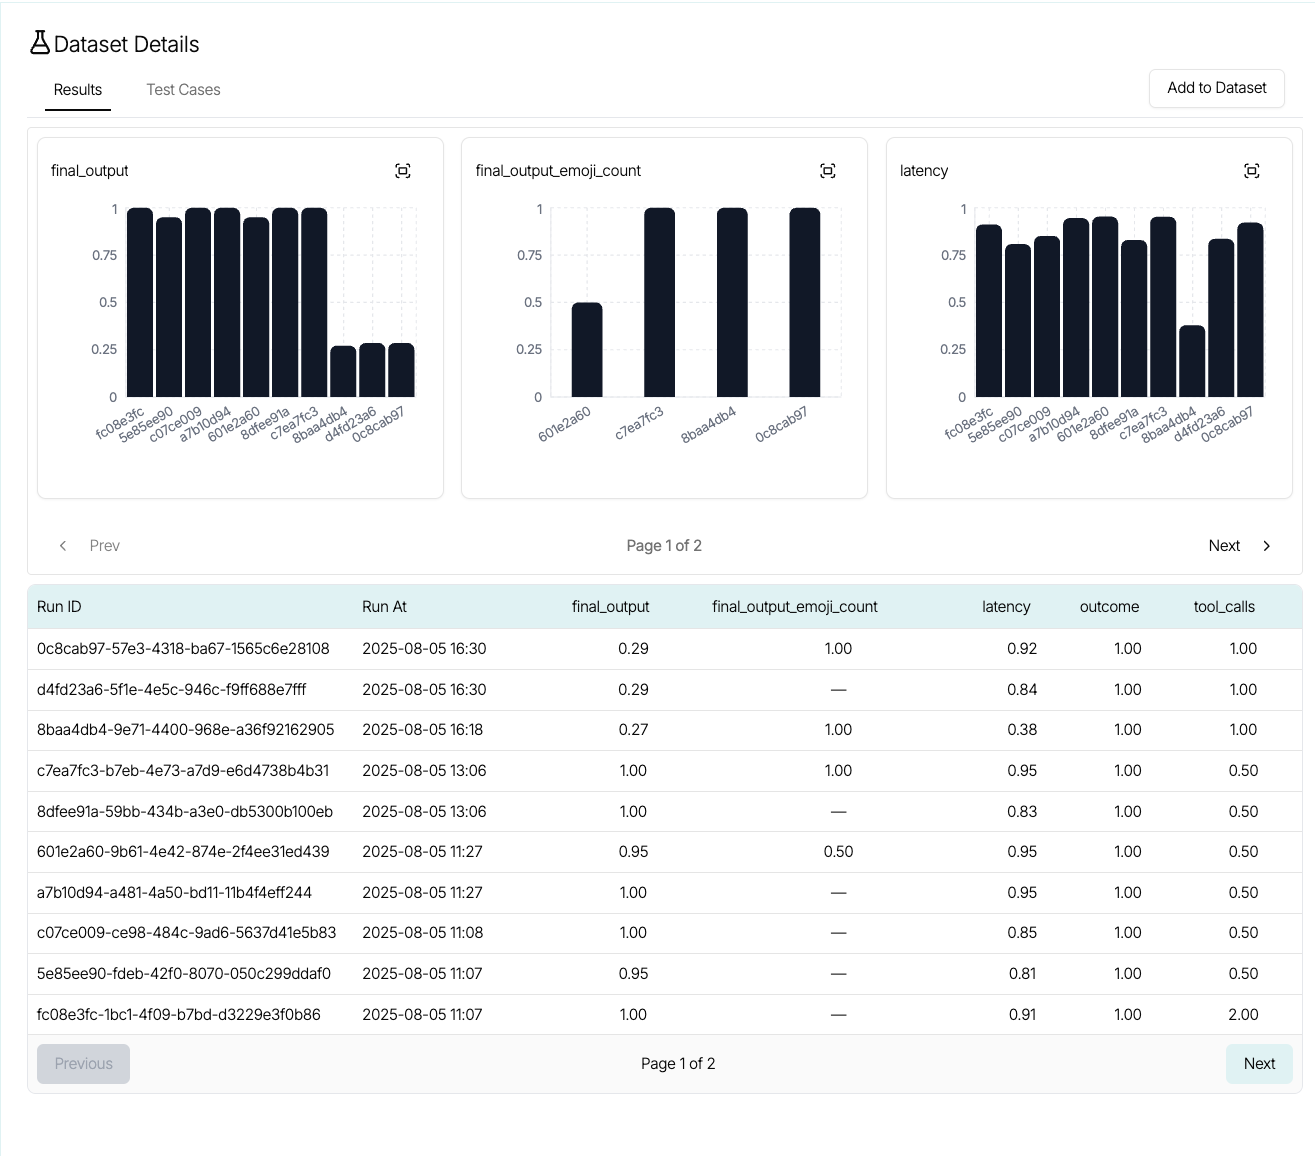 Dataset Details
Results Test Cases Add to Dataset
final_output
1
0.75
0.5
0.25
0
fc08e3fc 5e85ee90 c07ce009 a7b10d94 601e2a60 8dfee91a c7ea7fc3 8baa4db4 d4fd23a6 0c8cab97
final_output_emoji_count
1
0.75
0.5
0.25
0
601e2a60 c7ea7fc3 8baa4db4 0c8cab97
latency
1
0.75
0.5
0.25
0
fc08e3fc 5e85ee90 c07ce009 a7b10d94 601e2a60 8dfee91a c7ea7fc3 8baa4db4 d4fd23a6 0c8cab97
Prev Page 1 of 2 Next
Run ID Run At final_output final_output_emoji_count latency outcome tool_calls
0c8cab97-57e3-4318-ba67-1565c6e28108 2025-08-05 16:30 0.29 1.00 0.92 1.00 1.00
d4fd23a6-5f1e-4e5c-946c-f9ff688e7fff 2025-08-05 16:30 0.29 — 0.84 1.00 1.00
8baa4db4-9e71-4400-968e-a36f92162905 2025-08-05 16:18 0.27 1.00 0.38 1.00 1.00
c7ea7fc3-b7eb-4e73-a7d9-e6d4738b4b31 2025-08-05 13:06 1.00 1.00 0.95 1.00 0.50
8dfee91a-59bb-434b-a3e0-db5300b100eb 2025-08-05 13:06 1.00 — 0.83 1.00 0.50
601e2a60-9b61-4e42-874e-2f4ee31ed439 2025-08-05 11:27 0.95 0.50 0.95 1.00 0.50
a7b10d94-a481-4a50-bd11-11b4f4eff244 2025-08-05 11:27 1.00 — 0.95 1.00 0.50
c07ce009-ce98-484c-9ad6-5637d41e5b83 2025-08-05 11:08 1.00 — 0.85 1.00 0.50
5e85ee90-fdeb-42f0-8070-050c299ddaf0 2025-08-05 11:07 0.95 — 0.81 1.00 0.50
fc08e3fc-1bc1-4f09-b7bd-d3229e3f0b86 2025-08-05 11:07 1.00 — 0.91 1.00 2.00
Previous Page 1 of 2 Next